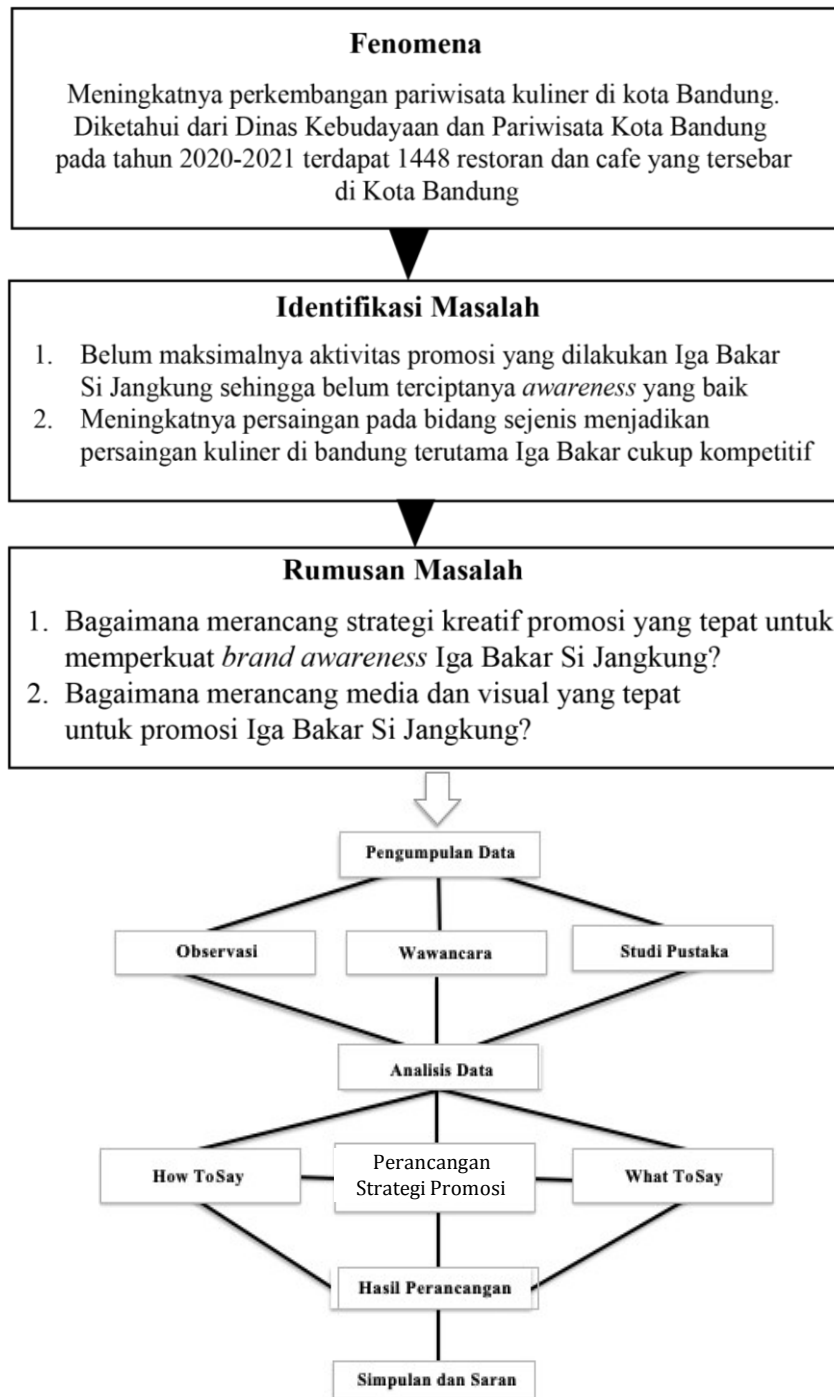 Fenomena
Meningkatnya perkembangan pariwisata kuliner di kota Bandung.
Diketahui dari Dinas Kebudayaan dan Pariwisata Kota Bandung
pada tahun 2020-2021 terdapat 1448 restoran dan cafe yang tersebar
di Kota Bandung
Identifikasi Masalah
1. Belum maksimalnya aktivitas promosi yang dilakukan Iga Bakar
Si Jangkung sehingga belum terciptanya awareness yang baik
2. Meningkatnya persaingan pada bidang sejenis menjadikan
persaingan kuliner di bandung terutama Iga Bakar cukup kompetitif
Rumusan Masalah
1. Bagaimana merancang strategi kreatif promosi yang tepat untuk
memperkuat brand awareness Iga Bakar Si Jangkung?
2. Bagaimana merancang media dan visual yang tepat
untuk promosi Iga Bakar Si Jangkung?
Pengumpulan Data
Observasi
Wawancara
Studi Pustaka
Analisis Data
How To Say
Perancangan
Strategi Promosi
What To Say
Hasil Perancangan
Simpulan dan Saran